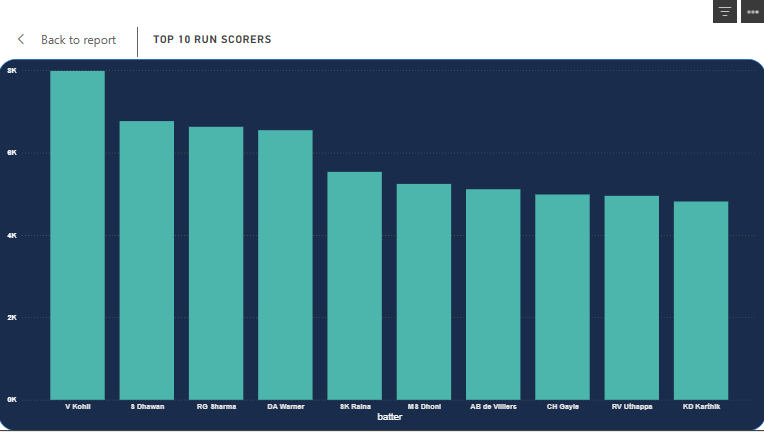 Back to report
TOP 10 RUN SCORERS
8K
6K
4K
2K
0K
V Kohli S Dhawan RG Sharma DA Warner SK Raina MS Dhoni AB de Villiers CH Gayle RV Uthappa KD Karthik
batter